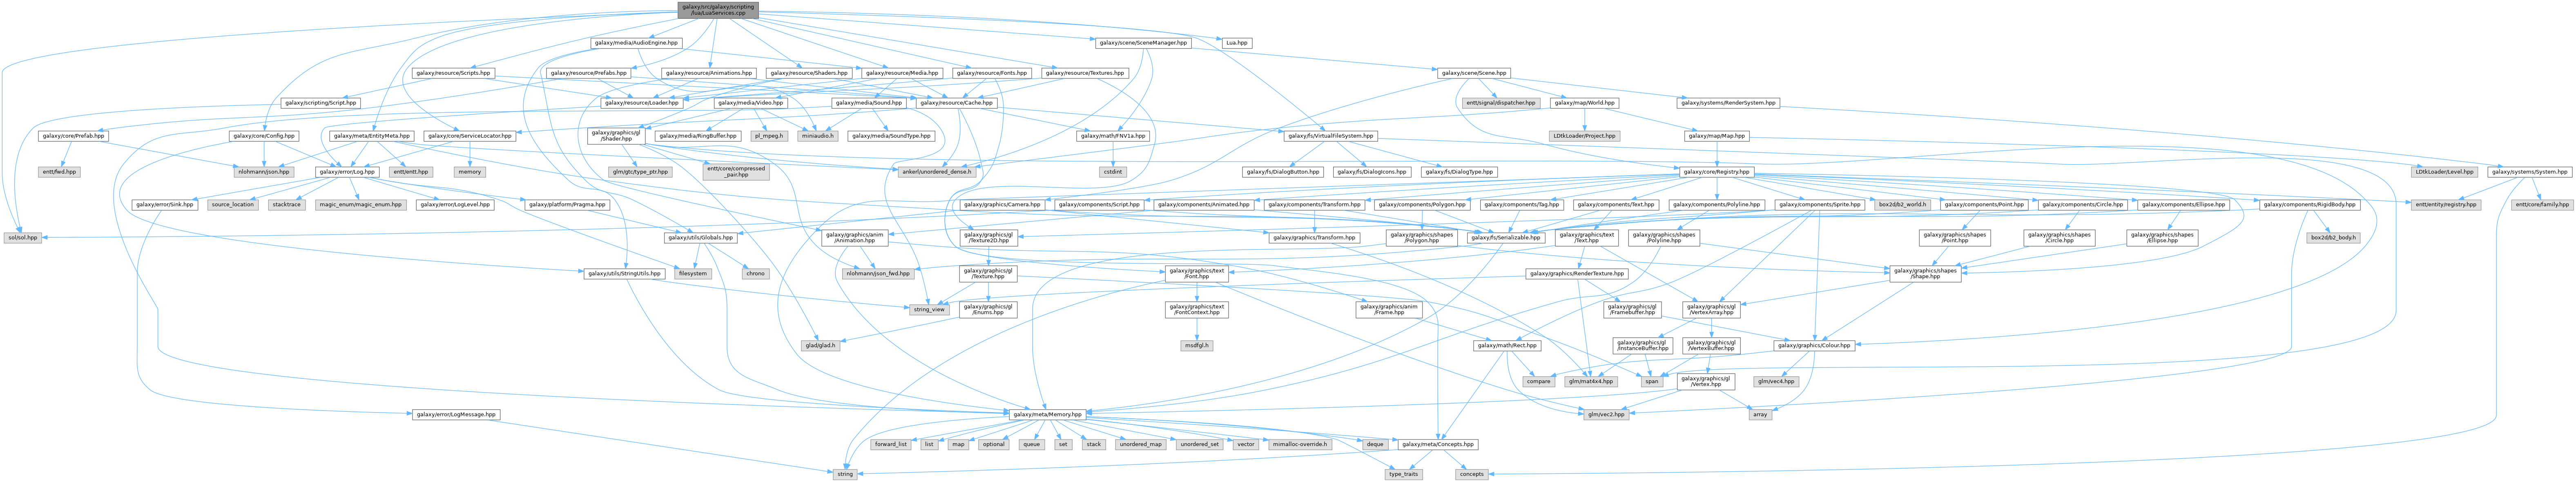 galaxy/src/galaxy/scripting
/lua/LuaServices.cpp
galaxy/media/AudioEngine.hpp
galaxy/scene/SceneManager.hpp
Lua.hpp
galaxy/resource/Scripts.hpp
galaxy/resource/Prefabs.hpp
galaxy/resource/Animations.hpp
galaxy/resource/Shaders.hpp
galaxy/resource/Media.hpp
galaxy/resource/Fonts.hpp
galaxy/resource/Textures.hpp
galaxy/scene/Scene.hpp
galaxy/scripting/Script.hpp
galaxy/resource/Loader.hpp
galaxy/media/Video.hpp
galaxy/media/Sound.hpp
galaxy/resource/Cache.hpp
entt/signal/dispatcher.hpp
galaxy/map/World.hpp
galaxy/systems/RenderSystem.hpp
galaxy/core/Prefab.hpp
galaxy/core/Config.hpp
galaxy/meta/EntityMeta.hpp
galaxy/core/ServiceLocator.hpp
galaxy/graphics/gl
/Shader.hpp
galaxy/media/RingBuffer.hpp
pl_mpeg.h
miniaudio.h
galaxy/media/SoundType.hpp
galaxy/math/FNV1a.hpp
galaxy/fs/VirtualFileSystem.hpp
LDtkLoader/Project.hpp
galaxy/map/Map.hpp
entt/fwd.hpp
nlohmann/json.hpp
galaxy/error/Log.hpp
entt/entt.hpp
memory
glm/gtc/type_ptr.hpp
entt/core/compressed
_pair.hpp
ankerl/unordered_dense.h
cstdint
galaxy/fs/DialogButton.hpp
galaxy/fs/DialogIcons.hpp
galaxy/fs/DialogType.hpp
galaxy/core/Registry.hpp
LDtkLoader/Level.hpp
galaxy/systems/System.hpp
galaxy/error/Sink.hpp
source_location
stacktrace
magic_enum/magic_enum.hpp
galaxy/error/LogLevel.hpp
galaxy/platform/Pragma.hpp
galaxy/graphics/Camera.hpp
galaxy/components/Script.hpp
galaxy/components/Animated.hpp
galaxy/components/Transform.hpp
galaxy/components/Polygon.hpp
galaxy/components/Tag.hpp
galaxy/components/Text.hpp
galaxy/components/Polyline.hpp
galaxy/components/Sprite.hpp
box2d/b2_world.h
galaxy/components/Point.hpp
galaxy/components/Circle.hpp
galaxy/components/Ellipse.hpp
galaxy/components/RigidBody.hpp
entt/entity/registry.hpp
entt/core/family.hpp
sol/sol.hpp
galaxy/utils/Globals.hpp
galaxy/graphics/anim
/Animation.hpp
galaxy/graphics/gl
/Texture2D.hpp
galaxy/graphics/Transform.hpp
galaxy/graphics/shapes
/Polygon.hpp
galaxy/fs/Serializable.hpp
galaxy/graphics/text
/Text.hpp
galaxy/graphics/shapes
/Polyline.hpp
galaxy/graphics/shapes
/Point.hpp
galaxy/graphics/shapes
/Circle.hpp
galaxy/graphics/shapes
/Ellipse.hpp
box2d/b2_body.h
galaxy/utils/StringUtils.hpp
filesystem
chrono
nlohmann/json_fwd.hpp
galaxy/graphics/gl
/Texture.hpp
galaxy/graphics/text
/Font.hpp
galaxy/graphics/RenderTexture.hpp
galaxy/graphics/shapes
/Shape.hpp
string_view
galaxy/graphics/gl
/Enums.hpp
galaxy/graphics/text
/FontContext.hpp
galaxy/graphics/anim
/Frame.hpp
galaxy/graphics/gl
/Framebuffer.hpp
galaxy/graphics/gl
/VertexArray.hpp
glad/glad.h
msdfgl.h
galaxy/math/Rect.hpp
galaxy/graphics/gl
/InstanceBuffer.hpp
galaxy/graphics/gl
/VertexBuffer.hpp
galaxy/graphics/Colour.hpp
compare
glm/mat4x4.hpp
span
galaxy/graphics/gl
/Vertex.hpp
glm/vec4.hpp
galaxy/error/LogMessage.hpp
galaxy/meta/Memory.hpp
glm/vec2.hpp
array
forward_list
list
map
optional
queue
set
stack
unordered_map
unordered_set
vector
mimalloc-override.h
deque
galaxy/meta/Concepts.hpp
string
type_traits
concepts